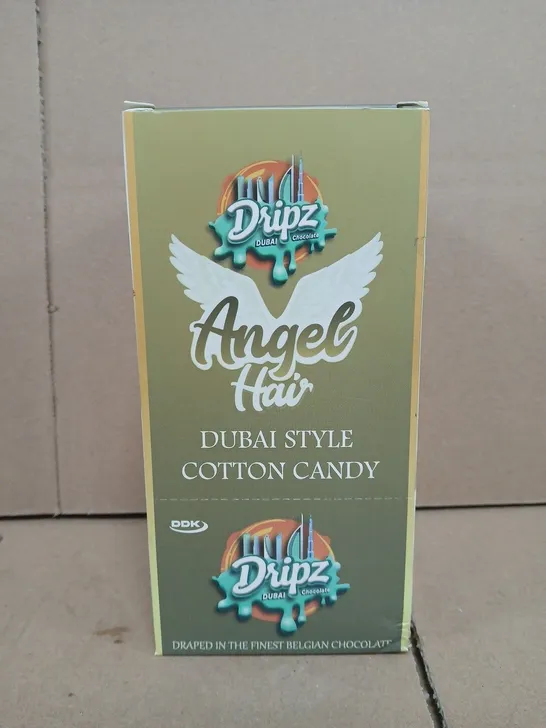 Dripz
DUBAI Chocolate
Angel
Hair
DUBAI STYLE
COTTON CANDY
DDK
Dripz
DUBAI Chocolate
DRAPED IN THE FINEST BELGIAN CHOCOLATE